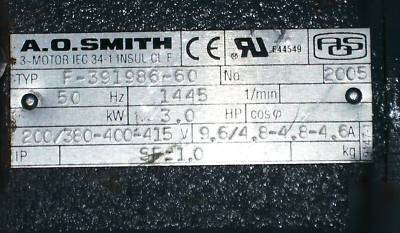 A.O.SMITH
3~MOTOR IEC 34-1 INSUL CL F
CE
E44549
AOS
TYP F-391986-60 No. 2005
50 Hz 1445 1/min
kW 3.0 HP cosφ
200/380-400-415 V 9,6/4,8-4,8-4,6A
IP SF-1.0 kg